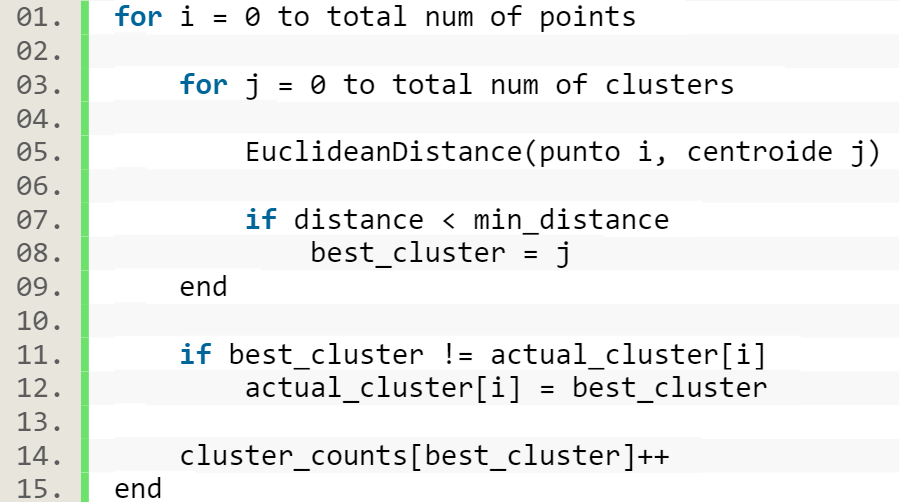 01. for i = 0 to total num of points
02.
03. for j = 0 to total num of clusters
04.
05. EuclideanDistance(punto i, centroide j)
06.
07. if distance < min_distance
08. best_cluster = j
09. end
10.
11. if best_cluster != actual_cluster[i]
12. actual_cluster[i] = best_cluster
13.
14. cluster_counts[best_cluster]++
15. end